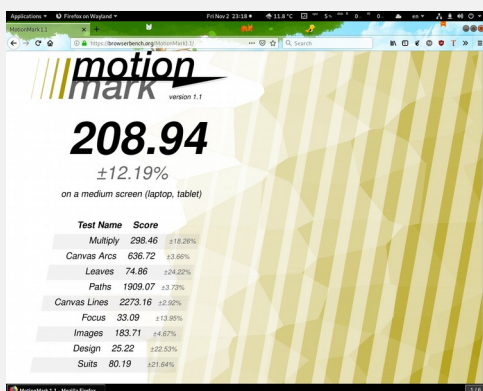 Applications ▾ Firefox on Wayland ▾ Fri Nov 2 23:18 11.8 °C 5 0 0 en ▾
MotionMark 1.1
https://browserbench.org/MotionMark1.1/ Search
motion
mark version 1.1
208.94
±12.19%
on a medium screen (laptop, tablet)
Test Name Score
Multiply 298.46 ±18.26%
Canvas Arcs 636.72 ±3.66%
Leaves 74.86 ±24.22%
Paths 1909.07 ±3.73%
Canvas Lines 2273.16 ±2.92%
Focus 33.09 ±13.95%
Images 183.71 ±4.67%
Design 25.22 ±22.53%
Suits 80.19 ±21.64%
MotionMark 1.1 - Mozilla Firefox